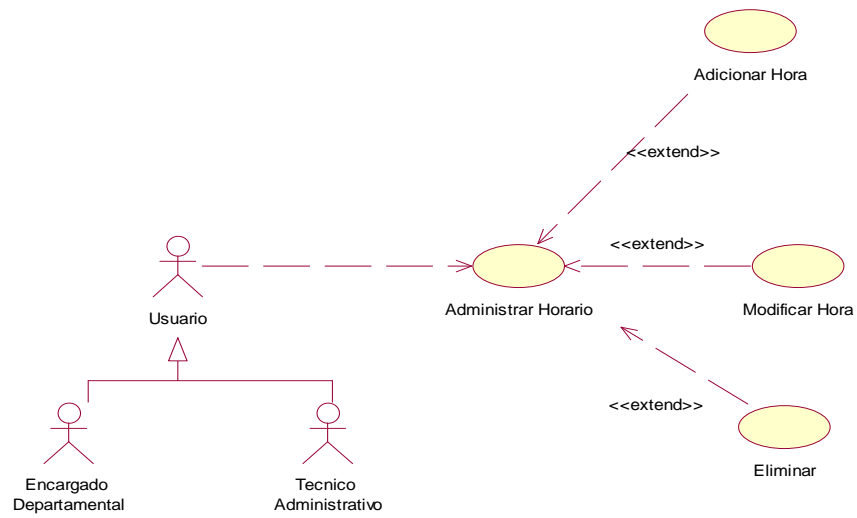 Adicionar Hora
<<extend>>
<<extend>>
Administrar Horario
Modificar Hora
Usuario
<<extend>>
Eliminar
Encargado
Departamental
Tecnico
Administrativo